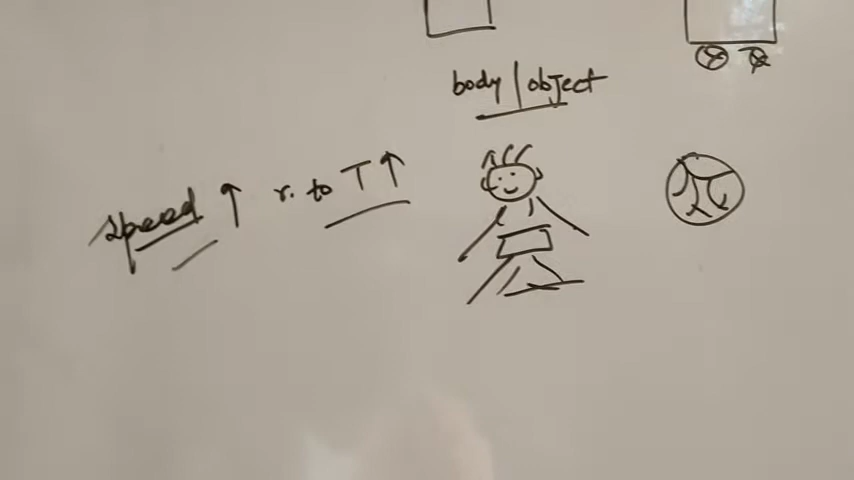 body | object
speed ↑ r. to T ↑